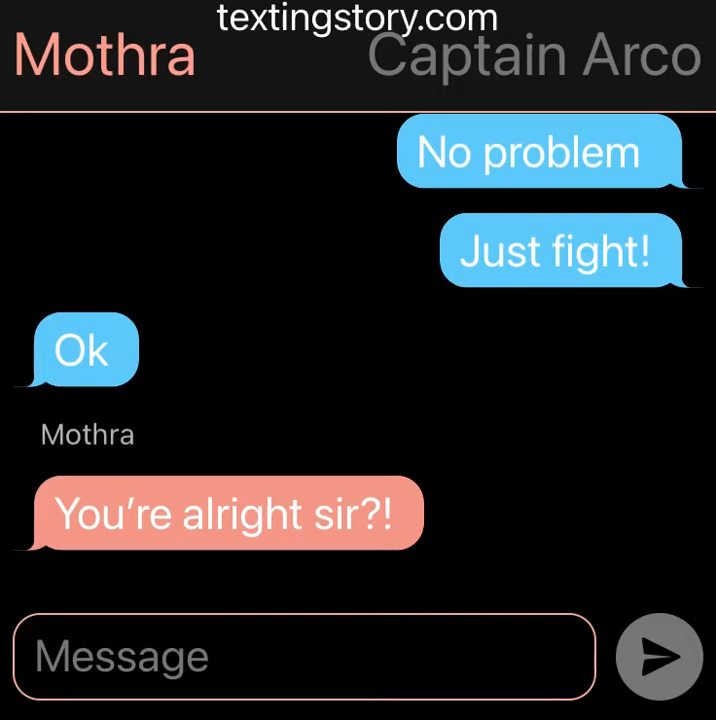 textingstory.com
Mothra Captain Arco
No problem
Just fight!
Ok
Mothra
You're alright sir?!
Message